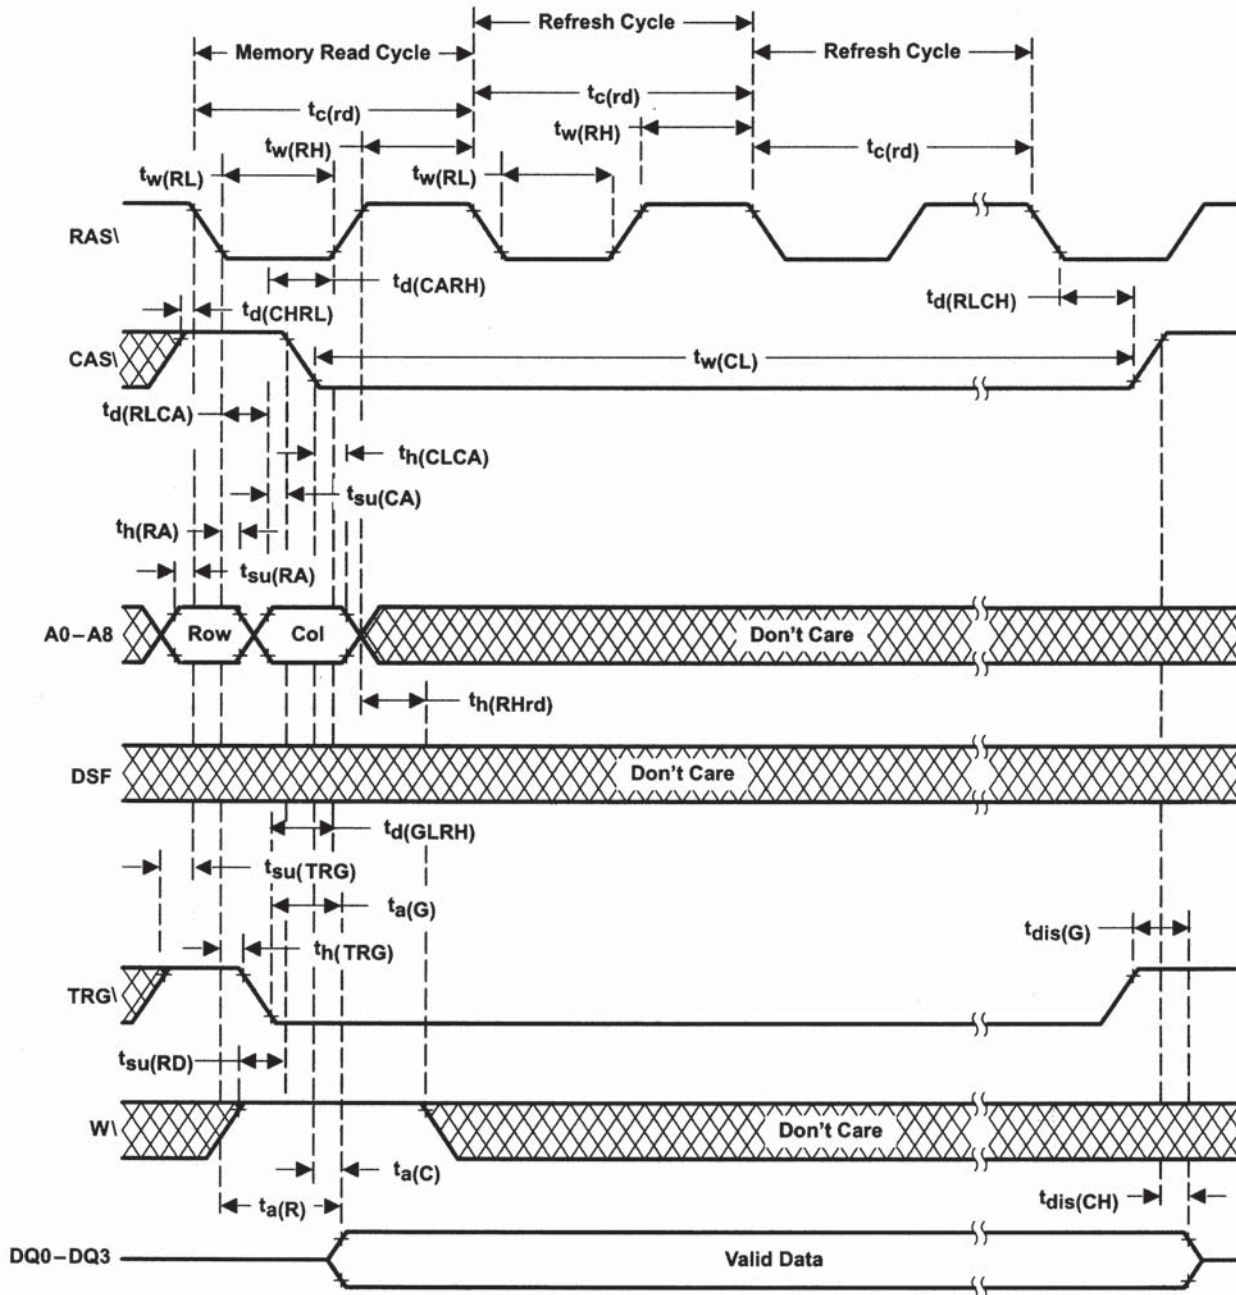 Refresh Cycle
Memory Read Cycle
Refresh Cycle
tc(rd)
tc(rd)
tw(RH)
tw(RH)
tc(rd)
tw(RL)
tw(RL)
RAS\
td(CARH)
td(CHRL)
td(RLCH)
CAS\
tw(CL)
td(RLCA)
th(CLCA)
tsu(CA)
th(RA)
tsu(RA)
A0–A8
Row
Col
Don't Care
th(RHrd)
DSF
Don't Care
td(GLRH)
tsu(TRG)
ta(G)
tdis(G)
th(TRG)
TRG\
tsu(RD)
W\
Don't Care
ta(C)
ta(R)
tdis(CH)
DQ0–DQ3
Valid Data